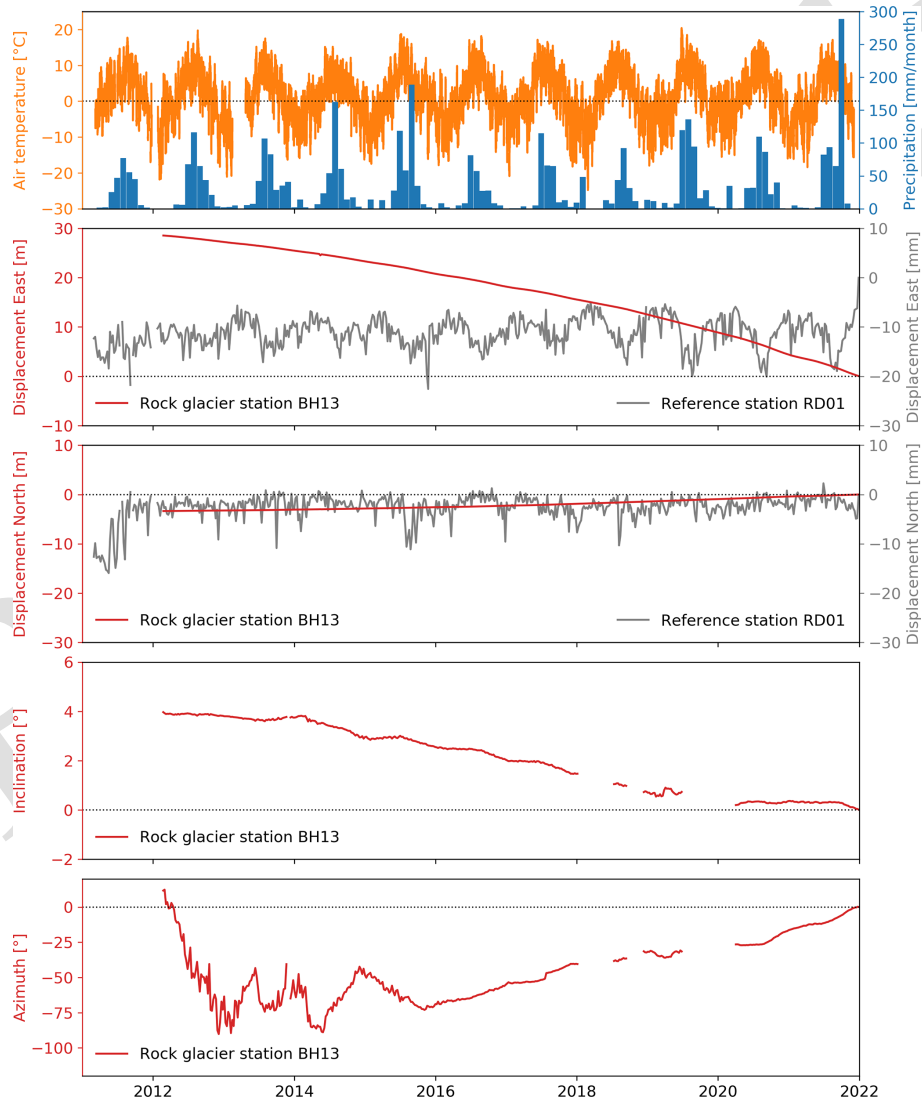 Air temperature [°C]
20
10
0
−10
−20
−30
Precipitation [mm/month]
300
250
200
150
100
50
0
Displacement East [m]
30
20
10
0
−10
Displacement East [mm]
10
0
−10
−20
−30
Rock glacier station BH13
Reference station RD01
Displacement North [m]
10
0
−10
−20
−30
Displacement North [mm]
10
0
−10
−20
−30
Rock glacier station BH13
Reference station RD01
Inclination [°]
6
4
2
0
−2
Rock glacier station BH13
Azimuth [°]
0
−25
−50
−75
−100
Rock glacier station BH13
2012 2014 2016 2018 2020 2022